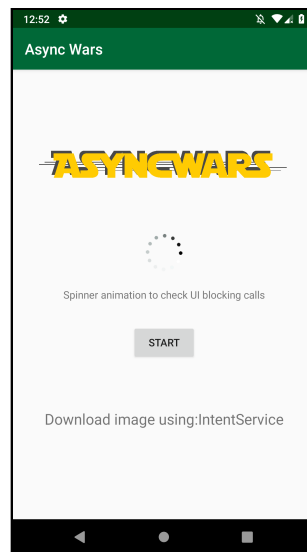 12:52
Async Wars
ASYNCWARS
Spinner animation to check UI blocking calls
START
Download image using:IntentService